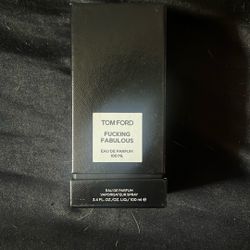 TOM FORD
FUCKING
FABULOUS
EAU DE PARFUM
100 ML
EAU DE PARFUM
VAPORISATEUR SPRAY
3.4 FL.OZ./OZ. LIQ./100 ml ℮